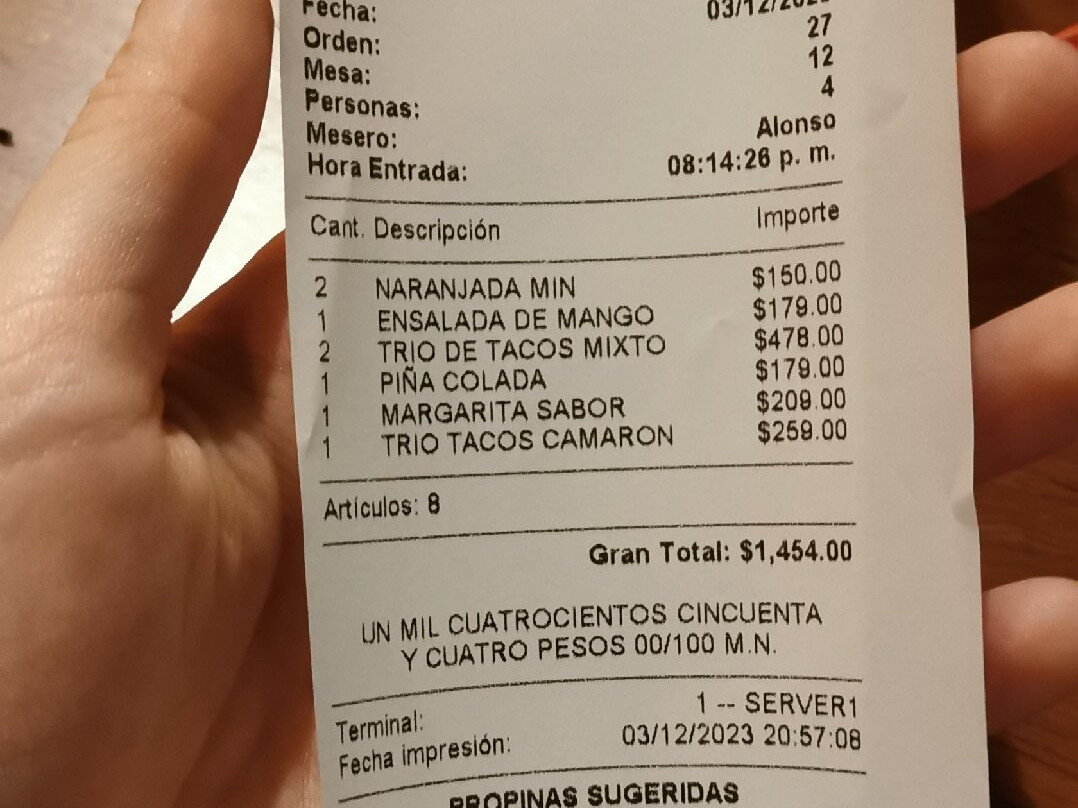 Fecha: 03/12/2023
Orden: 27
Mesa: 12
Personas: 4
Mesero: Alonso
Hora Entrada: 08:14:26 p. m.
Cant. Descripción Importe
2 NARANJADA MIN $150.00
1 ENSALADA DE MANGO $179.00
2 TRIO DE TACOS MIXTO $478.00
1 PIÑA COLADA $179.00
1 MARGARITA SABOR $209.00
1 TRIO TACOS CAMARON $259.00
Artículos: 8
Gran Total: $1,454.00
UN MIL CUATROCIENTOS CINCUENTA
Y CUATRO PESOS 00/100 M.N.
Terminal: 1 -- SERVER1
Fecha impresión: 03/12/2023 20:57:08
PROPINAS SUGERIDAS